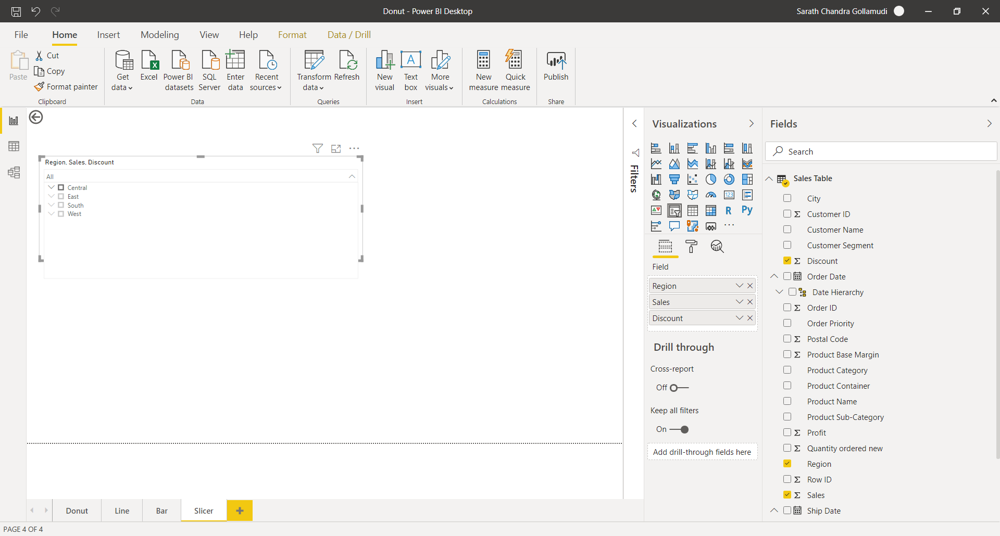 Donut - Power BI Desktop
Sarath Chandra Gollamudi
File Home Insert Modeling View Help Format Data / Drill
Paste
Cut
Copy
Format painter
Clipboard
Get data
Excel
Power BI datasets
SQL Server
Enter data
Recent sources
Data
Transform data
Refresh
Queries
New visual
A
Text box
More visuals
Insert
New measure
Quick measure
Calculations
Publish
Share
Region, Sales, Discount
All
Central
East
South
West
Filters
Visualizations
123
R
Py
Field
Region
Sales
Discount
Drill through
Cross-report
Off
Keep all filters
On
Add drill-through fields here
Fields
Search
Sales Table
City
Σ Customer ID
Customer Name
Customer Segment
Σ Discount
Order Date
Date Hierarchy
Σ Order ID
Order Priority
Σ Postal Code
Σ Product Base Margin
Product Category
Product Container
Product Name
Product Sub-Category
Σ Profit
Σ Quantity ordered new
Region
Σ Row ID
Σ Sales
Ship Date
Donut Line Bar Slicer
PAGE 4 OF 4